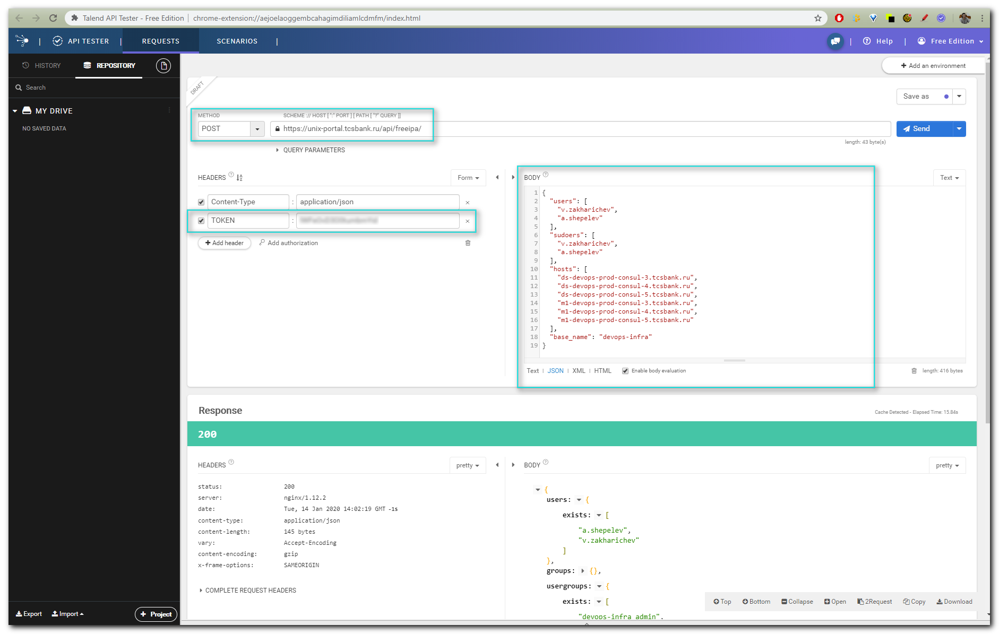 Talend API Tester - Free Edition | chrome-extension://aejoelaoggembcahagimdiliamlcdmfm/index.html
| API TESTER | REQUESTS SCENARIOS | | Help | Free Edition
HISTORY REPOSITORY
Add an environment
Search
DRAFT
Save as
MY DRIVE
NO SAVED DATA
METHOD SCHEME :// HOST [ ":" PORT ] [ PATH [ "?" QUERY ]]
POST https://unix-portal.tcsbank.ru/api/freeipa/ Send
length: 43 byte(s)
QUERY PARAMETERS
HEADERS Form
Content-Type : application/json ×
TOKEN : ×
+ Add header Add authorization
BODY Text
1 {
2 "users": [
3 "v.zakharichev",
4 "a.shepelev"
5 ],
6 "sudoers": [
7 "v.zakharichev",
8 "a.shepelev"
9 ],
10 "hosts": [
11 "ds-devops-prod-consul-3.tcsbank.ru",
12 "ds-devops-prod-consul-4.tcsbank.ru",
13 "ds-devops-prod-consul-5.tcsbank.ru",
14 "m1-devops-prod-consul-3.tcsbank.ru",
15 "m1-devops-prod-consul-4.tcsbank.ru",
16 "m1-devops-prod-consul-5.tcsbank.ru"
17 ],
18 "base_name": "devops-infra"
19 }
Text | JSON | XML | HTML Enable body evaluation length: 416 bytes
Response
Cache Detected - Elapsed Time: 15.84s
200
HEADERS pretty
status: 200
server: nginx/1.12.2
date: Tue, 14 Jan 2020 14:02:19 GMT -1s
content-type: application/json
content-length: 145 bytes
vary: Accept-Encoding
content-encoding: gzip
x-frame-options: SAMEORIGIN
COMPLETE REQUEST HEADERS
BODY pretty
{
users: {
exists: [
"a.shepelev",
"v.zakharichev"
]
},
groups: {},
usergroups: {
exists: [
"devops-infra_admin",
Top Bottom Collapse Open 2Request Copy Download
Export Import + Project